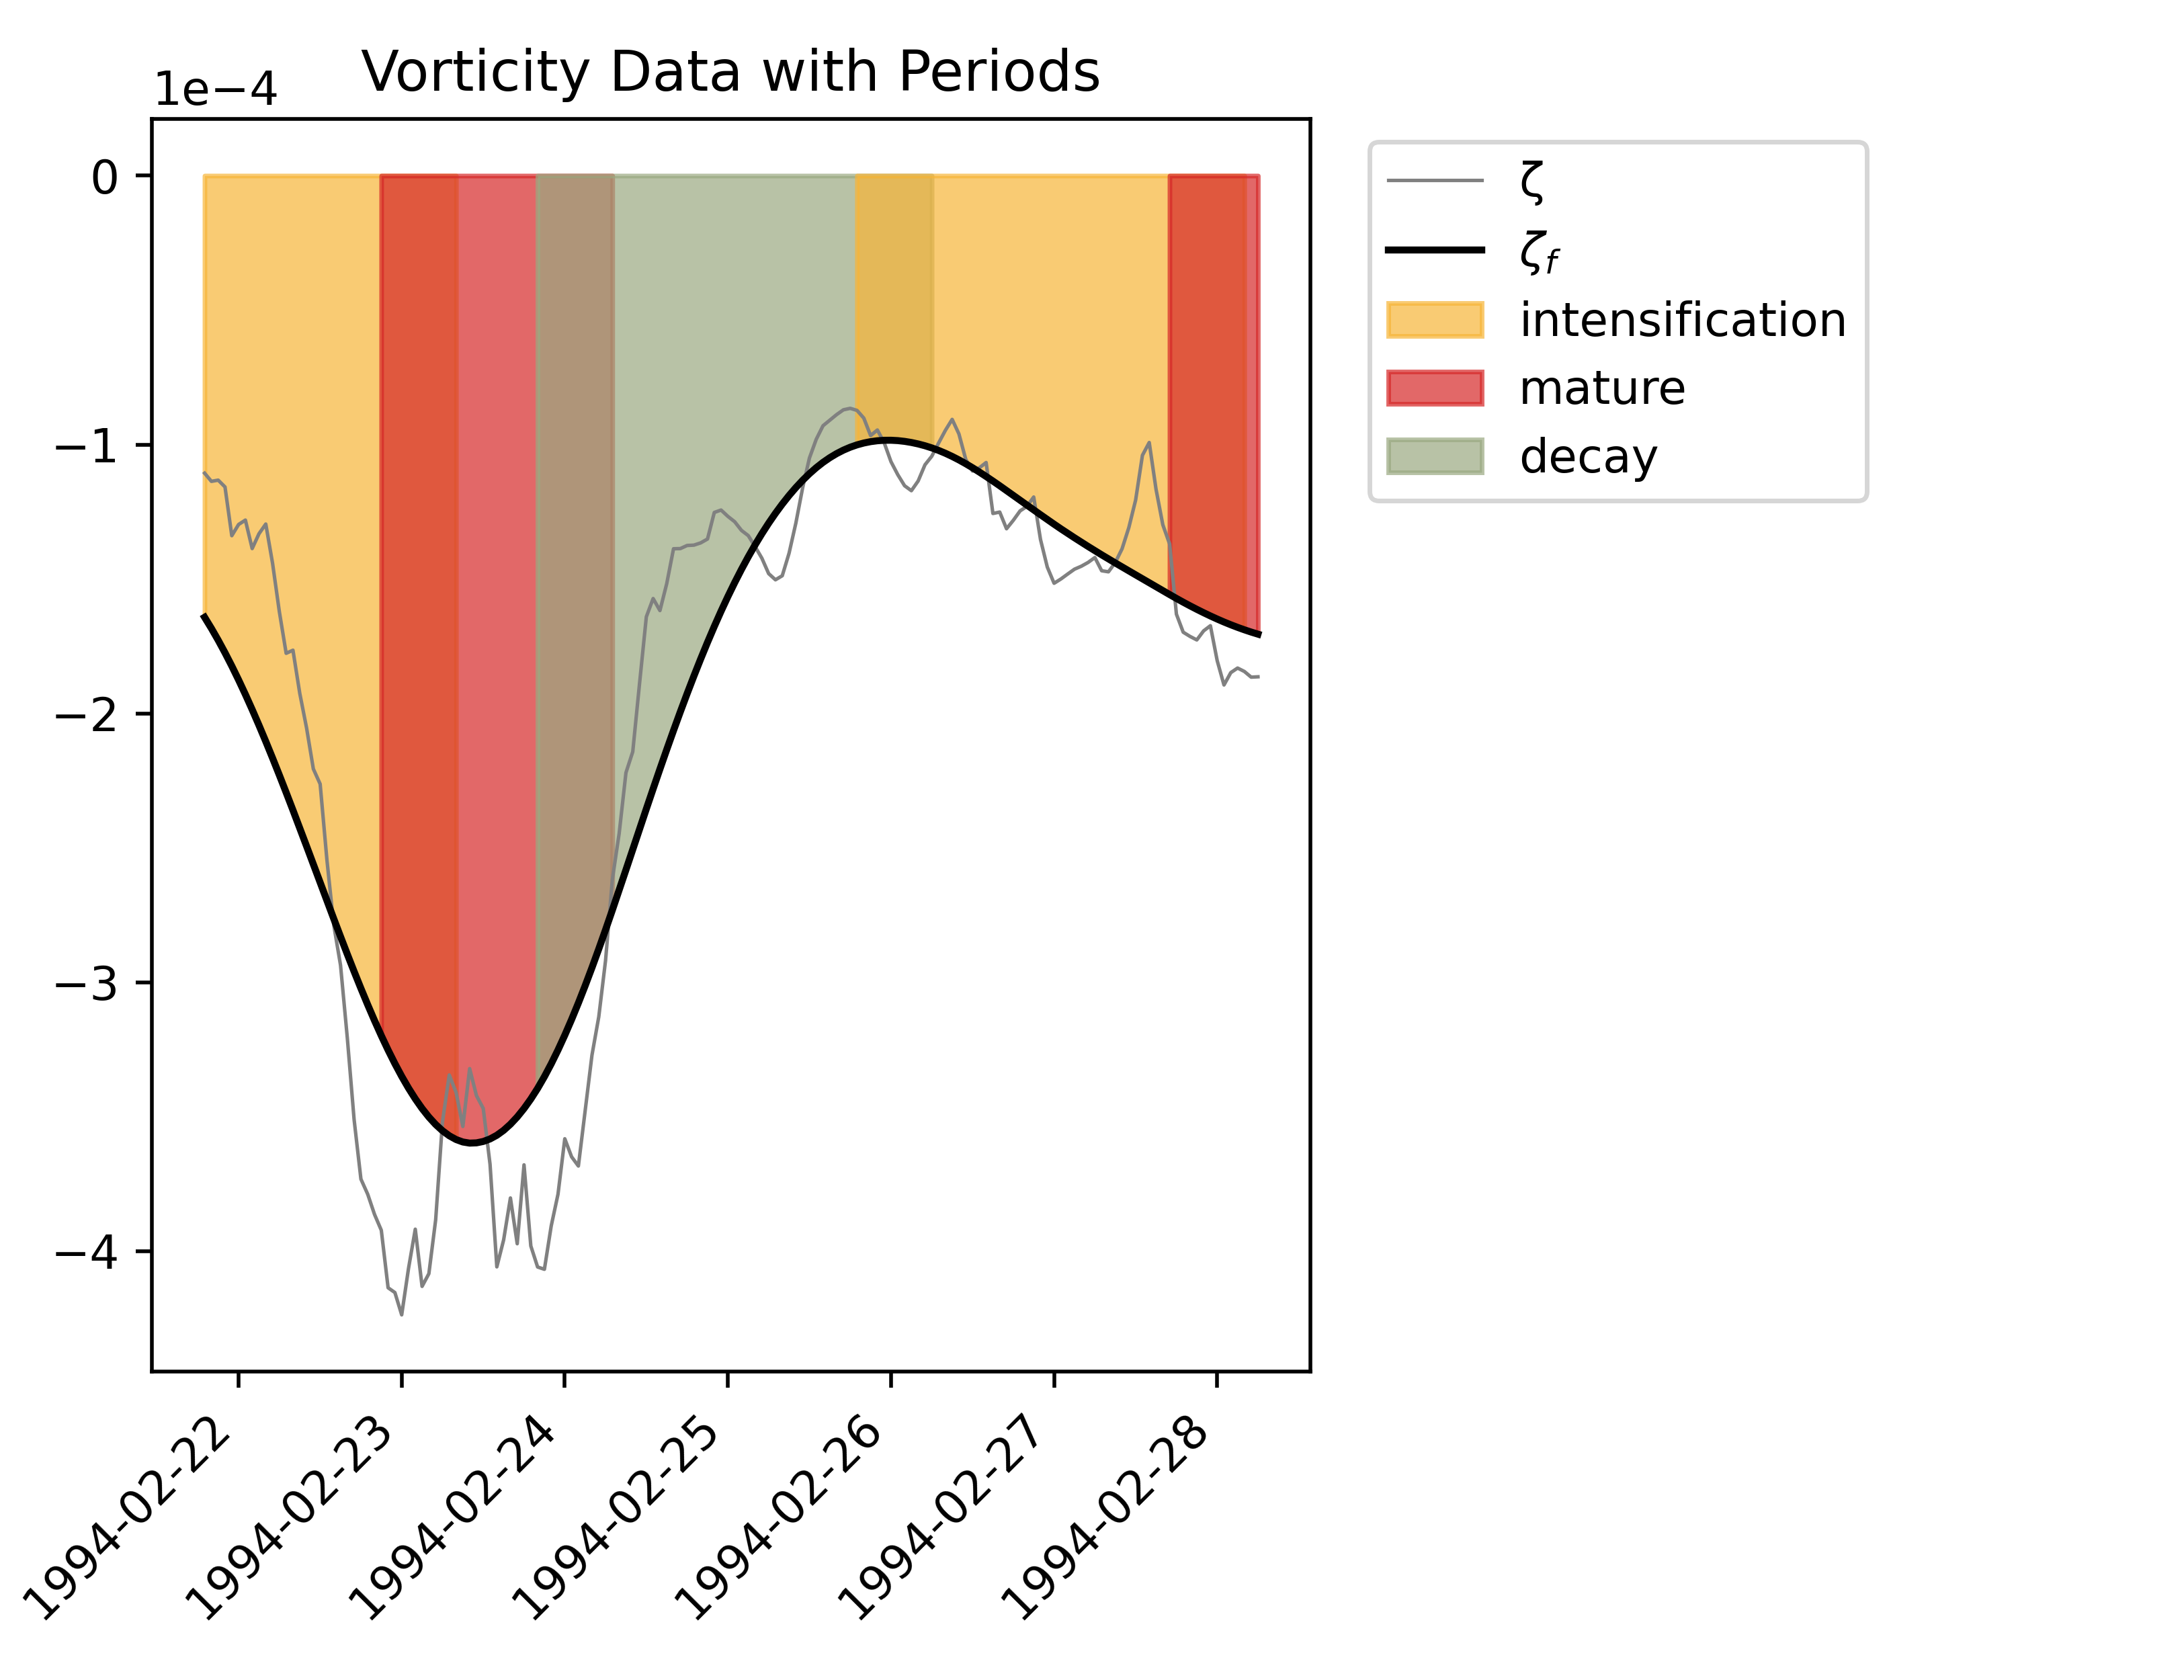 Vorticity Data with Periods
1e−4
0
−1
−2
−3
−4
1994-02-22
1994-02-23
1994-02-24
1994-02-25
1994-02-26
1994-02-27
1994-02-28
ζ
ζf
intensification
mature
decay